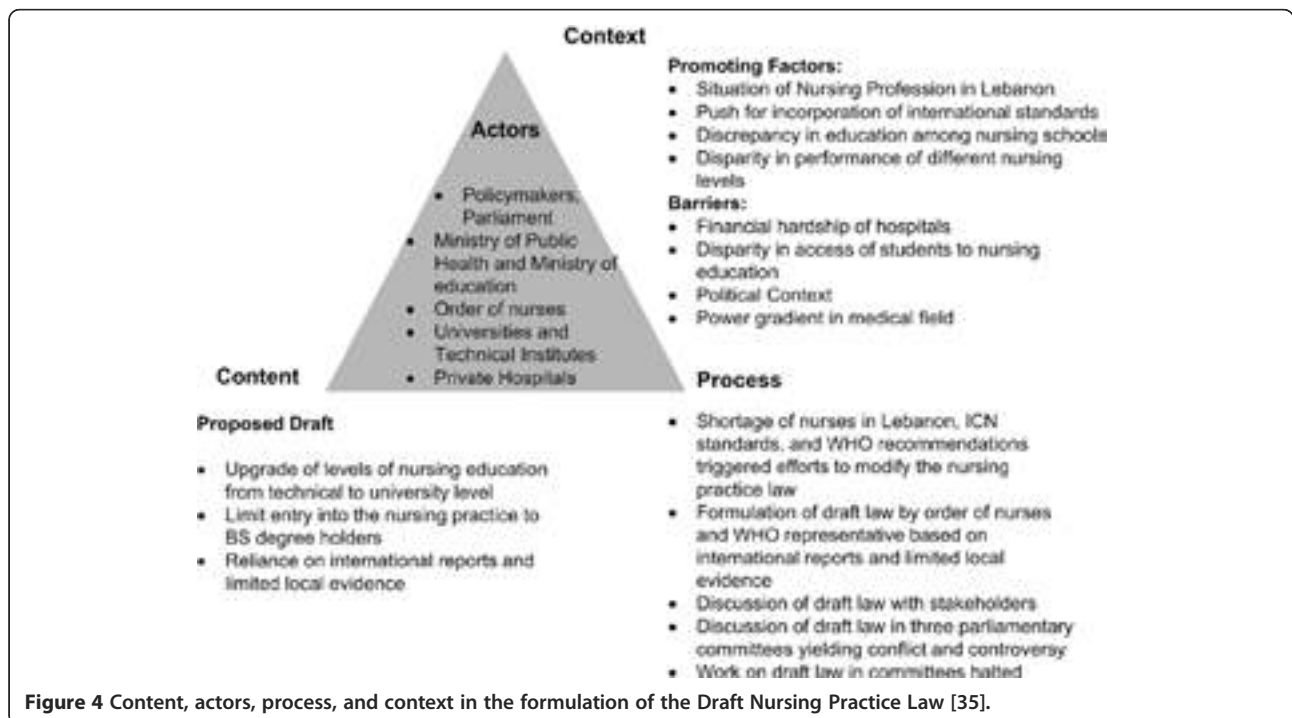 Context
Promoting Factors:
• Situation of Nursing Profession in Lebanon
• Push for incorporation of international standards
• Discrepancy in education among nursing schools
• Disparity in performance of different nursing
levels
Barriers:
• Financial hardship of hospitals
• Disparity in access of students to nursing
education
• Political Context
• Power gradient in medical field
Actors
• Policymakers,
Parliament
• Ministry of Public
Health and Ministry of
education
• Order of nurses
• Universities and
Technical Institutes
• Private Hospitals
Content
Proposed Draft
• Upgrade of levels of nursing education
from technical to university level
• Limit entry into the nursing practice to
BS degree holders
• Reliance on international reports and
limited local evidence
Process
• Shortage of nurses in Lebanon, ICN
standards, and WHO recommendations
triggered efforts to modify the nursing
practice law
• Formulation of draft law by order of nurses
and WHO representative based on
international reports and limited local
evidence
• Discussion of draft law with stakeholders
• Discussion of draft law in three parliamentary
committees yielding conflict and controversy
• Work on draft law in committees halted
Figure 4 Content, actors, process, and context in the formulation of the Draft Nursing Practice Law [35].